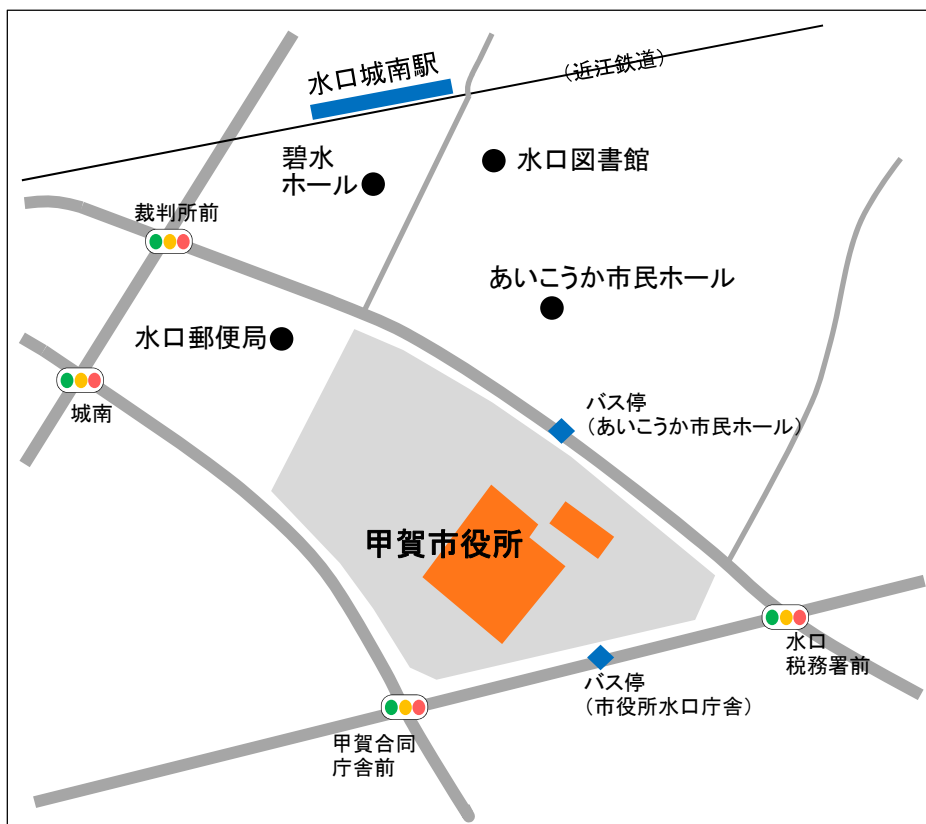 水口城南駅
（近江鉄道）
碧水
ホール
水口図書館
裁判所前
あいこうか市民ホール
水口郵便局
城南
バス停
（あいこうか市民ホール）
甲賀市役所
水口
税務署前
バス停
（市役所水口庁舎）
甲賀合同
庁舎前